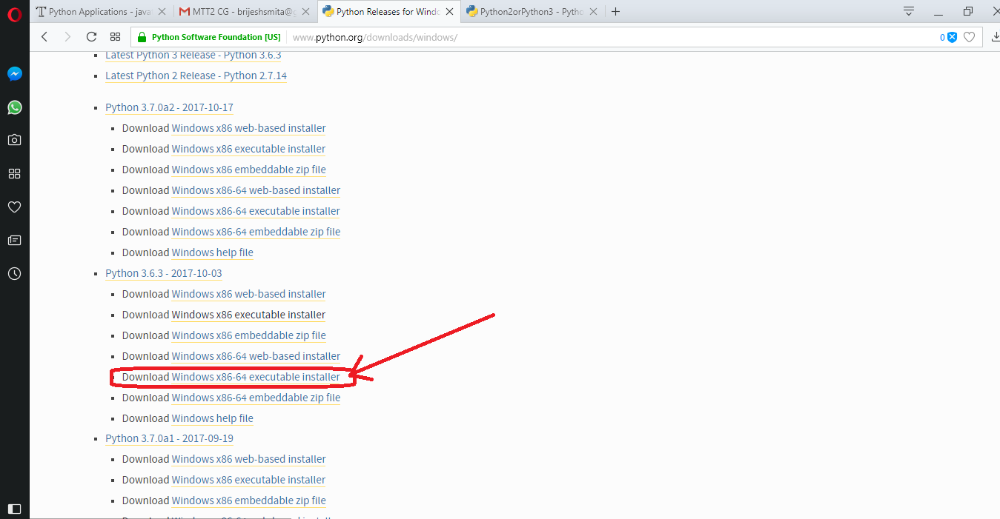 Python Applications - java
MTT2 CG - brijeshsmita@g
Python Releases for Windo
Python2orPython3 - Pytho
Python Software Foundation [US]
www.python.org/downloads/windows/
0
Latest Python 3 Release - Python 3.6.3
Latest Python 2 Release - Python 2.7.14
Python 3.7.0a2 - 2017-10-17
Download Windows x86 web-based installer
Download Windows x86 executable installer
Download Windows x86 embeddable zip file
Download Windows x86-64 web-based installer
Download Windows x86-64 executable installer
Download Windows x86-64 embeddable zip file
Download Windows help file
Python 3.6.3 - 2017-10-03
Download Windows x86 web-based installer
Download Windows x86 executable installer
Download Windows x86 embeddable zip file
Download Windows x86-64 web-based installer
Download Windows x86-64 executable installer
Download Windows x86-64 embeddable zip file
Download Windows help file
Python 3.7.0a1 - 2017-09-19
Download Windows x86 web-based installer
Download Windows x86 executable installer
Download Windows x86 embeddable zip file